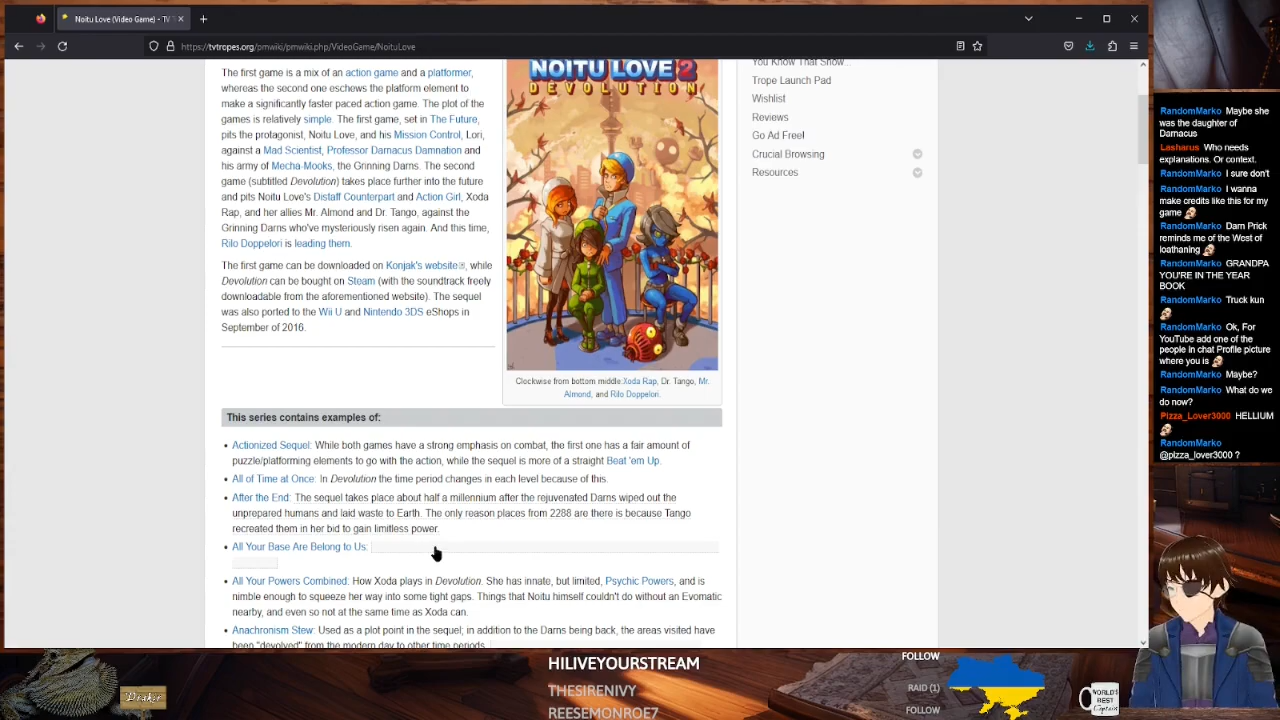 Noitu Love (Video Game) - TV T
https://tvtropes.org/pmwiki/pmwiki.php/VideoGame/NoituLove
The first game is a mix of an action game and a platformer,
whereas the second one eschews the platform element to
make a significantly faster paced action game. The plot of the
games is relatively simple. The first game, set in The Future,
pits the protagonist, Noitu Love, and his Mission Control, Lori,
against a Mad Scientist, Professor Darnacus Damnation and
his army of Mecha-Mooks, the Grinning Darns. The second
game (subtitled Devolution) takes place further into the future
and pits Noitu Love's Distaff Counterpart and Action Girl, Xoda
Rap, and her allies Mr. Almond and Dr. Tango, against the
Grinning Darns who've mysteriously risen again. And this time,
Rilo Doppelori is leading them.
The first game can be downloaded on Konjak's website, while
Devolution can be bought on Steam (with the soundtrack freely
downloadable from the aforementioned website). The sequel
was also ported to the Wii U and Nintendo 3DS eShops in
September of 2016.
NOITU LOVE 2
DEVOLUTION
Clockwise from bottom middle:Xoda Rap, Dr. Tango, Mr.
Almond, and Rilo Doppelori.
You Know That Show...
Trope Launch Pad
Wishlist
Reviews
Go Ad Free!
Crucial Browsing
Resources
This series contains examples of:
• Actionized Sequel: While both games have a strong emphasis on combat, the first one has a fair amount of
puzzle/platforming elements to go with the action, while the sequel is more of a straight Beat 'em Up.
• All of Time at Once: In Devolution the time period changes in each level because of this.
• After the End: The sequel takes place about half a millennium after the rejuvenated Darns wiped out the
unprepared humans and laid waste to Earth. The only reason places from 2288 are there is because Tango
recreated them in her bid to gain limitless power.
• All Your Base Are Belong to Us:
• All Your Powers Combined: How Xoda plays in Devolution. She has innate, but limited, Psychic Powers, and is
nimble enough to squeeze her way into some tight gaps. Things that Noitu himself couldn't do without an Evomatic
nearby, and even so not at the same time as Xoda can.
• Anachronism Stew: Used as a plot point in the sequel; in addition to the Darns being back, the areas visited have
been "devolved" from the modern day to other time periods.
RandomMarko Maybe she
was the daughter of
Darnacus
Lasharus Who needs
explanations. Or context.
RandomMarko I sure don't
RandomMarko I wanna
make credits like this for my
game
RandomMarko Darn Prick
reminds me of the West of
loathaning
RandomMarko GRANDPA
YOU'RE IN THE YEAR
BOOK
RandomMarko Truck kun
RandomMarko Ok, For
YouTube add one of the
people in chat Profile picture
where you is
RandomMarko Maybe?
RandomMarko What do we
do now?
Pizza_Lover3000 HELLIUM
RandomMarko
@pizza_lover3000 ?
Drakir
HILIVEYOURSTREAM
THESIRENIVY
REESEMONROE7
FOLLOW
RAID (1)
FOLLOW
WORLD'S
BEST